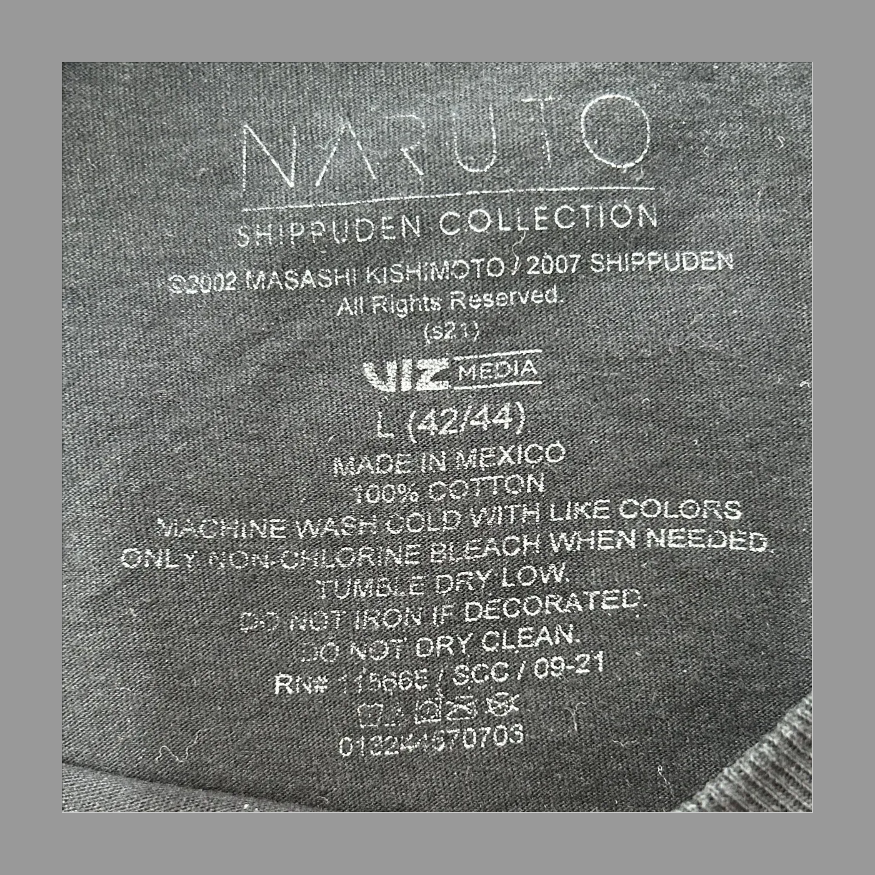 NARUTO
SHIPPUDEN COLLECTION
©2002 MASASHI KISHIMOTO / 2007 SHIPPUDEN
All Rights Reserved.
(s21)
VIZ MEDIA
L (42/44)
MADE IN MEXICO
100% COTTON
MACHINE WASH COLD WITH LIKE COLORS
ONLY NON-CHLORINE BLEACH WHEN NEEDED.
TUMBLE DRY LOW.
DO NOT IRON IF DECORATED.
DO NOT DRY CLEAN.
RN# / SCC / 09-21